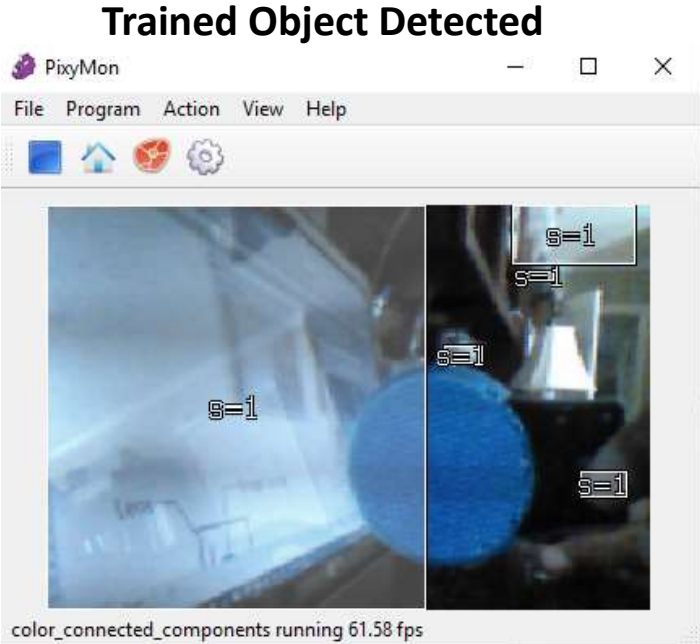 Trained Object Detected
PixyMon
File Program Action View Help
s=1
s=1
s=1
s=1
s=1
color_connected_components running 61.58 fps